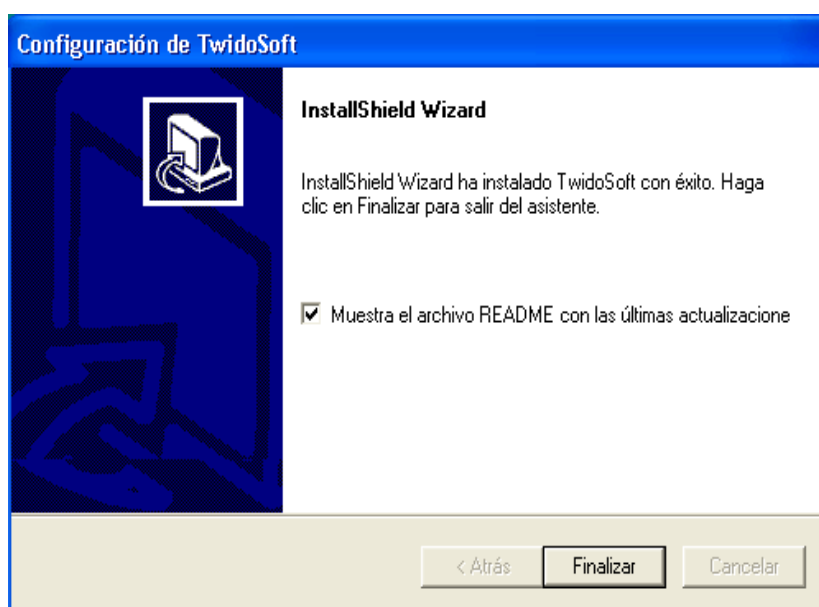 Configuración de TwidoSoft
InstallShield Wizard
InstallShield Wizard ha instalado TwidoSoft con éxito. Haga
clic en Finalizar para salir del asistente.
Muestra el archivo README con las últimas actualizacione
< Atrás
Finalizar
Cancelar